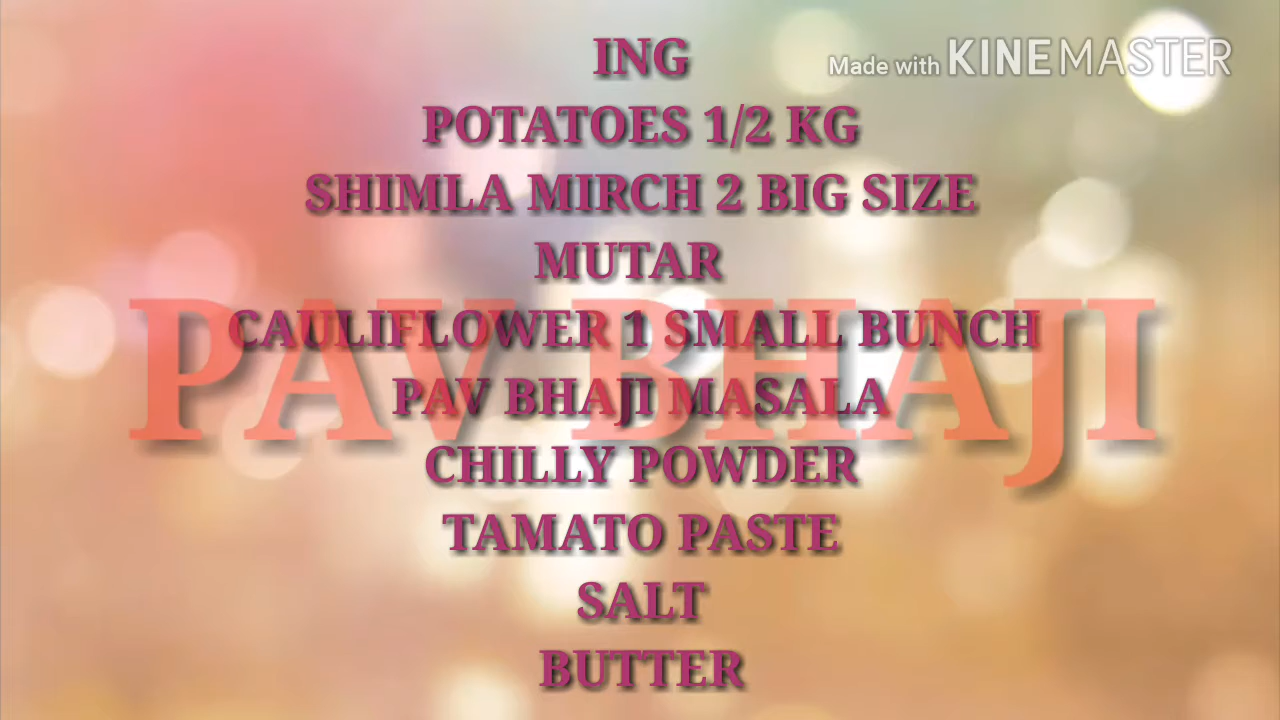 Made with KINEMASTER
ING
POTATOES 1/2 KG
SHIMLA MIRCH 2 BIG SIZE
MUTAR
CAULIFLOWER 1 SMALL BUNCH
PAV BHAJI
PAV BHAJI MASALA
CHILLY POWDER
TAMATO PASTE
SALT
BUTTER